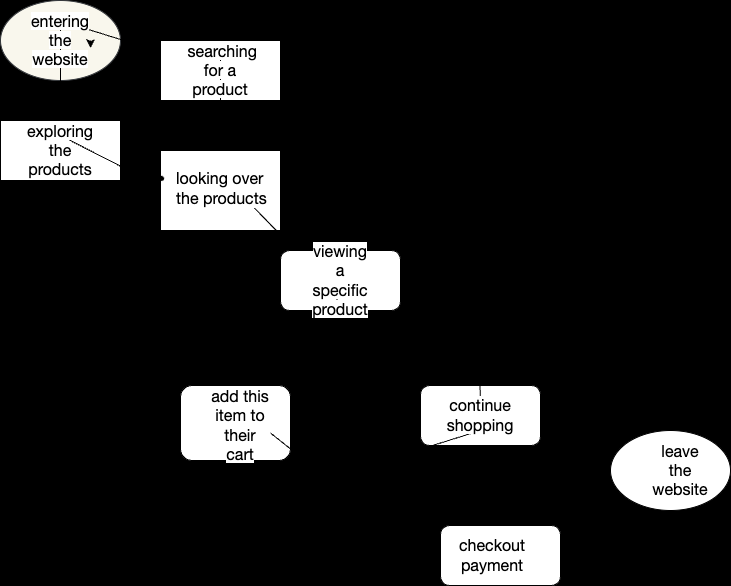 entering
the
website
searching
for a
product
exploring
the
products
looking over
the products
viewing
a
specific
product
add this
item to
their
cart
continue
shopping
leave
the
website
checkout
payment